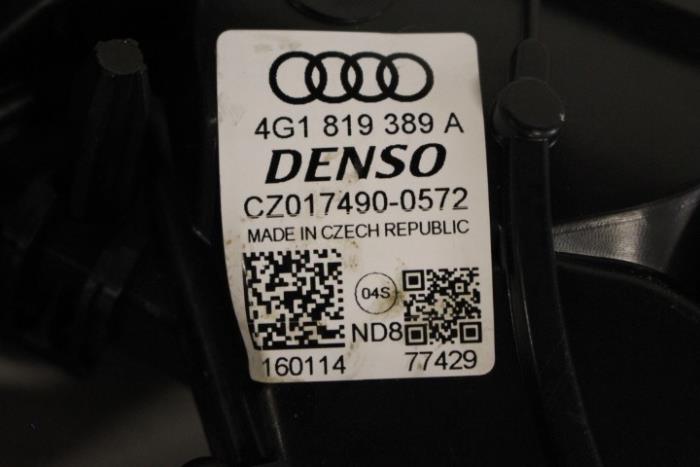 4G1 819 389 A
DENSO
CZ017490-0572
MADE IN CZECH REPUBLIC
04S
ND8
160114 77429